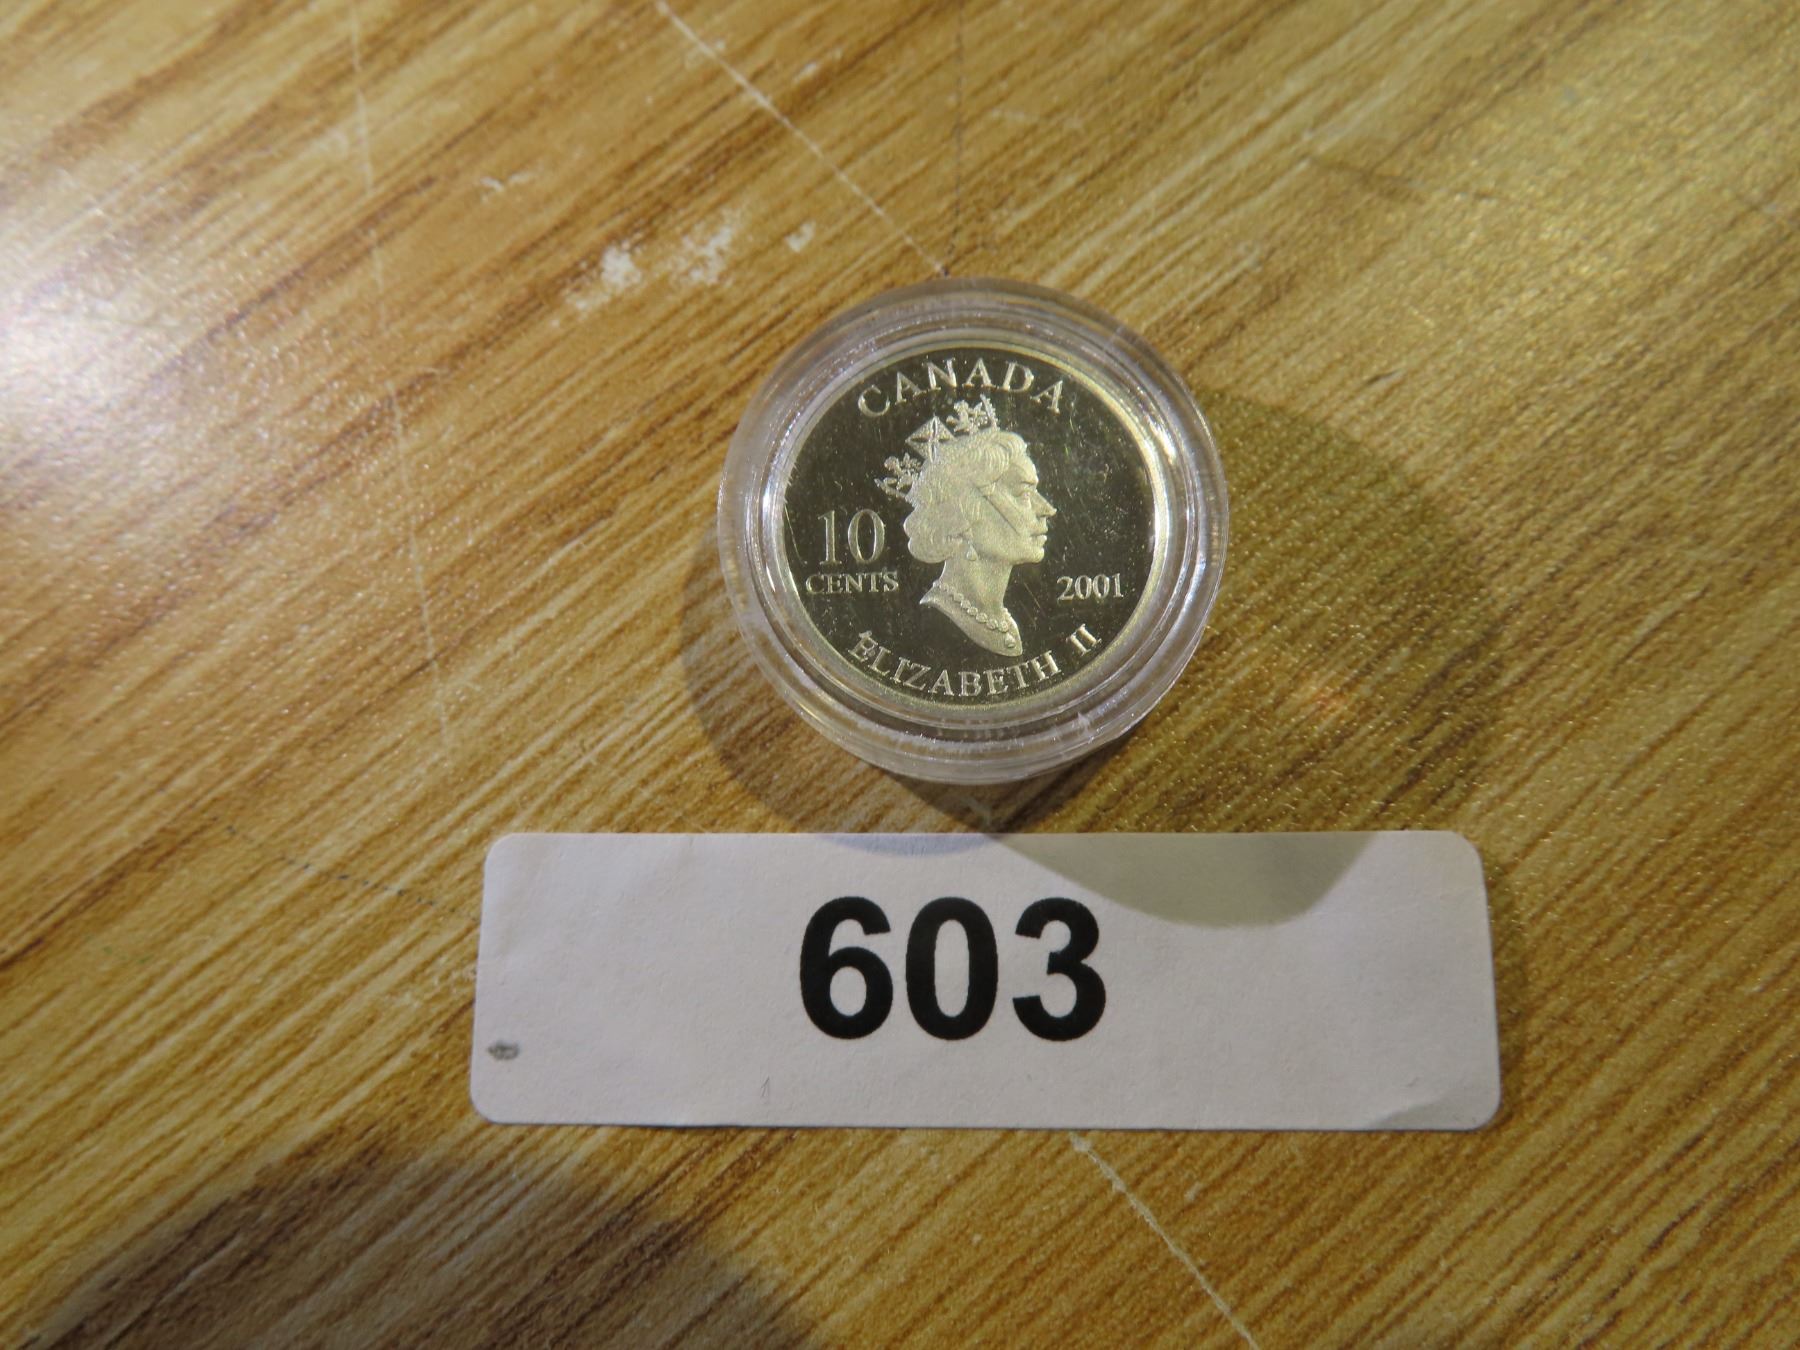 CANADA
10
CENTS
2001
ELIZABETH II
603